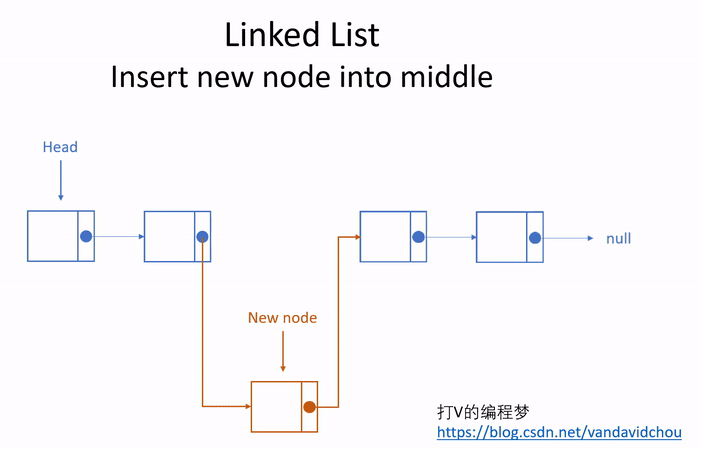 Linked List
Insert new node into middle
Head
null
New node
打V的编程梦
https://blog.csdn.net/vandavidchou